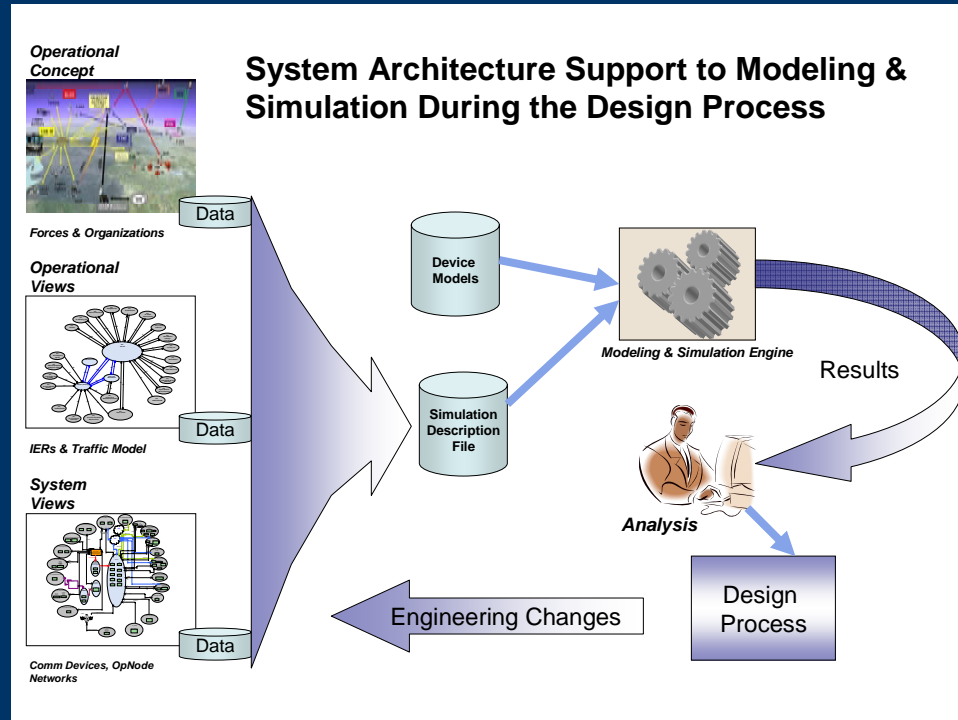 Operational
Concept
System Architecture Support to Modeling &
Simulation During the Design Process
Data
Forces & Organizations
Operational
Views
Data
IERs & Traffic Model
System
Views
Data
Comm Devices, OpNode
Networks
Device
Models
Simulation
Description
File
Modeling & Simulation Engine
Results
Analysis
Design
Process
Engineering Changes